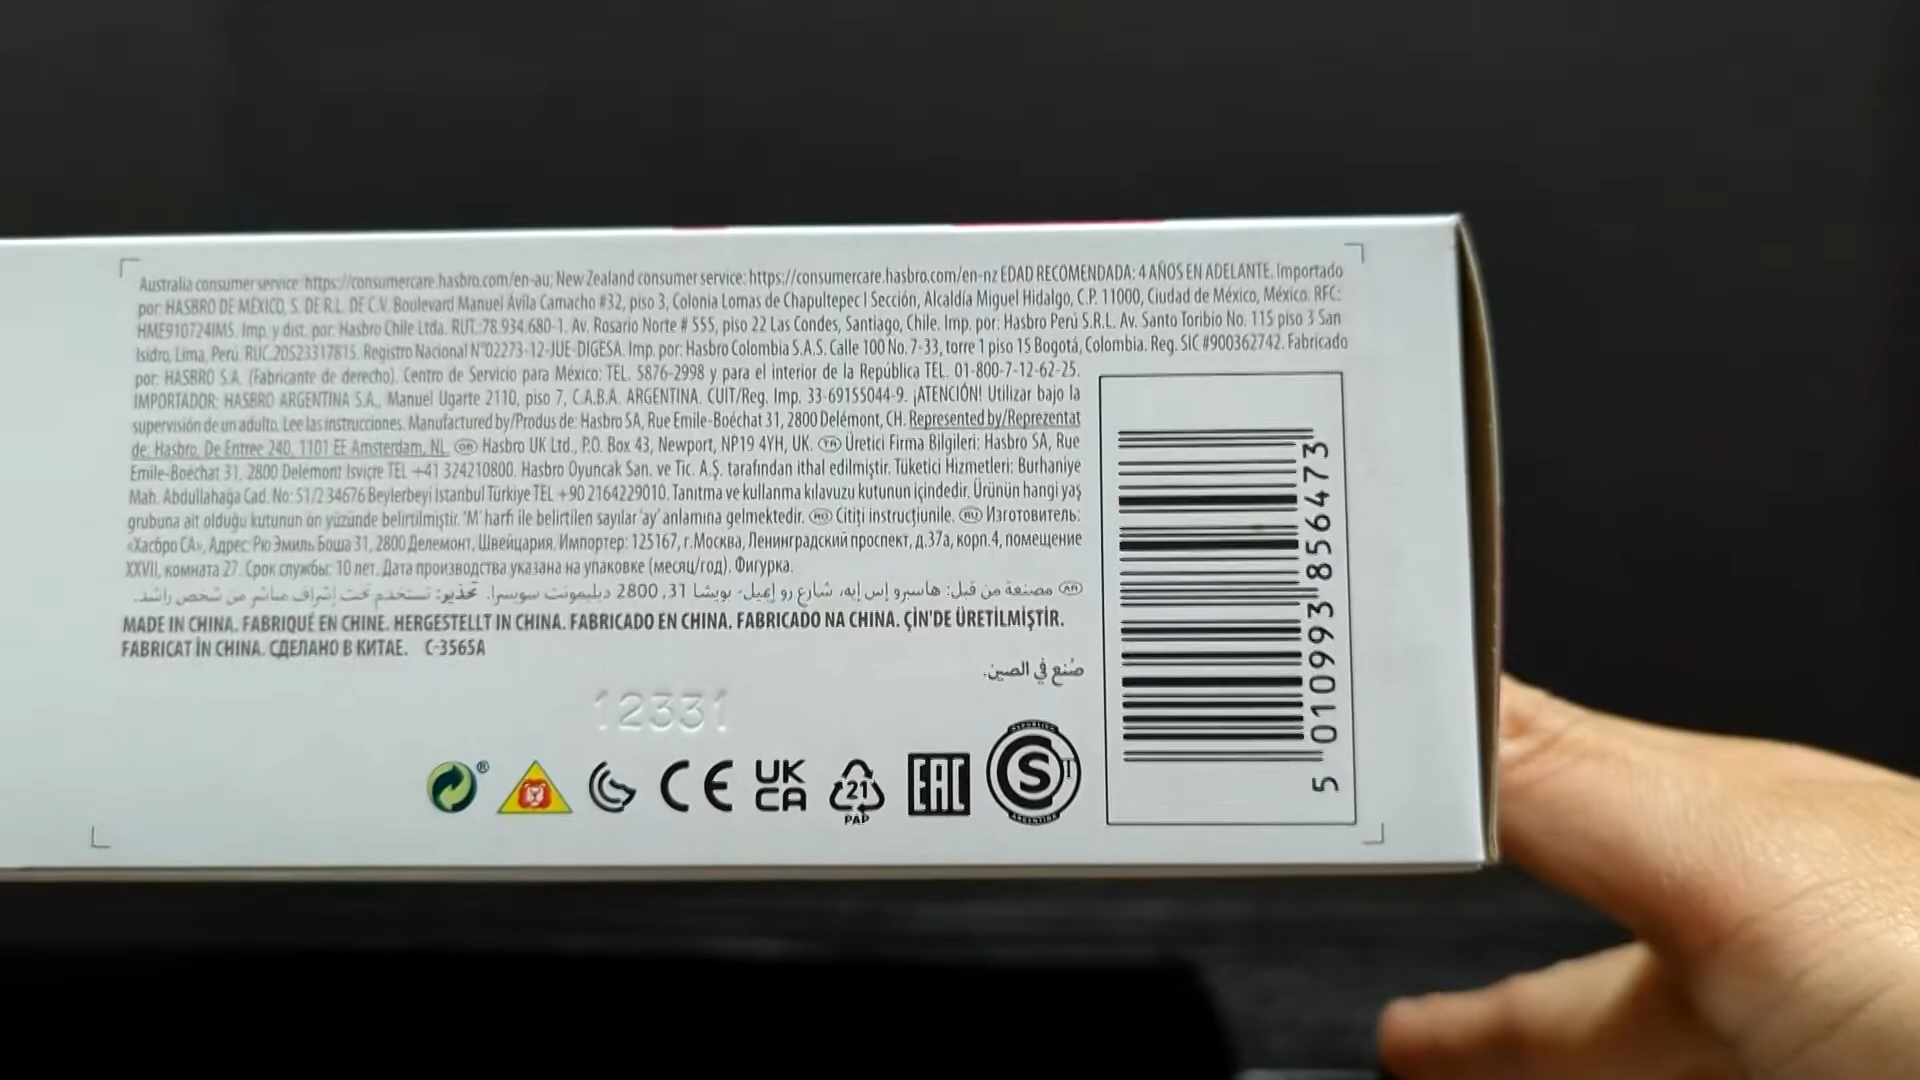 Australia consumer service: https://consumercare.hasbro.com/en-au; New Zealand consumer service: https://consumercare.hasbro.com/en-nz EDAD RECOMENDADA: 4 AÑOS EN ADELANTE. Importado
por: HASBRO DE MÉXICO, S. DE R.L. DE C.V. Boulevard Manuel Ávila Camacho #32, piso 3, Colonia Lomas de Chapultepec I Sección, Alcaldía Miguel Hidalgo, C.P. 11000, Ciudad de México, México. RFC:
HME910724IM5. Imp. y dist. por: Hasbro Chile Ltda. RUT.:78.934.680-1. Av. Rosario Norte # 555, piso 22 Las Condes, Santiago, Chile. Imp. por: Hasbro Perú S.R.L. Av. Santo Toribio No. 115 piso 3 San
Isidro, Lima, Perú. RUC.20523317815. Registro Nacional N°02273-12-JUE-DIGESA. Imp. por: Hasbro Colombia S.A.S. Calle 100 No. 7-33, torre 1 piso 15 Bogotá, Colombia. Reg. SIC #900362742. Fabricado
por: HASBRO S.A. (Fabricante de derecho). Centro de Servicio para México: TEL. 5876-2998 y para el interior de la República TEL. 01-800-7-12-62-25.
IMPORTADOR: HASBRO ARGENTINA S.A., Manuel Ugarte 2110, piso 7, C.A.B.A. ARGENTINA. CUIT/Reg. Imp. 33-69155044-9. ¡ATENCIÓN! Utilizar bajo la
supervisión de un adulto. Lee las instrucciones. Manufactured by/Produs de: Hasbro SA, Rue Emile-Boéchat 31, 2800 Delémont, CH. Represented by/Reprezentat
de: Hasbro, De Entree 240, 1101 EE Amsterdam, NL. GB Hasbro UK Ltd., P.O. Box 43, Newport, NP19 4YH, UK. TR Üretici Firma Bilgileri: Hasbro SA, Rue
Emile-Boéchat 31, 2800 Delémont İsviçre TEL +41 324210800. Hasbro Oyuncak San. ve Tic. A.Ş. tarafından ithal edilmiştir. Tüketici Hizmetleri: Burhaniye
Mah. Abdullahağa Cad. No: 51/2 34676 Beylerbeyi İstanbul Türkiye TEL +90 2164229010. Tanıtma ve kullanma kılavuzu kutunun içindedir. Ürünün hangi yaş
grubuna ait olduğu kutunun ön yüzünde belirtilmiştir. 'M' harfi ile belirtilen sayılar 'ay' anlamına gelmektedir. RO Citiți instrucțiunile. RU Изготовитель:
«Хасбро СА», Адрес: Рю Эмиль Боша 31, 2800 Делемонт, Швейцария. Импортер: 125167, г.Москва, Ленинградский проспект, д.37а, корп.4, помещение
XXVII, комната 27. Срок службы: 10 лет. Дата производства указана на упаковке (месяц/год). Фигурка.
AR مصنعة من قبل: هاسبرو إس إيه، شارع رو إيميل- بويشا 31, 2800 ديليمونت سويسرا. تحذير: تستخدم تحت إشراف مباشر من شخص راشد.
MADE IN CHINA. FABRIQUÉ EN CHINE. HERGESTELLT IN CHINA. FABRICADO EN CHINA. FABRICADO NA CHINA. ÇİN'DE ÜRETİLMİŞTİR.
FABRICAT ÎN CHINA. СДЕЛАНО В КИТАЕ. C-3565A
صُنع في الصين.
12331
® CE UK CA 21 PAP EAC S ARGENTINA
5 010993 856473